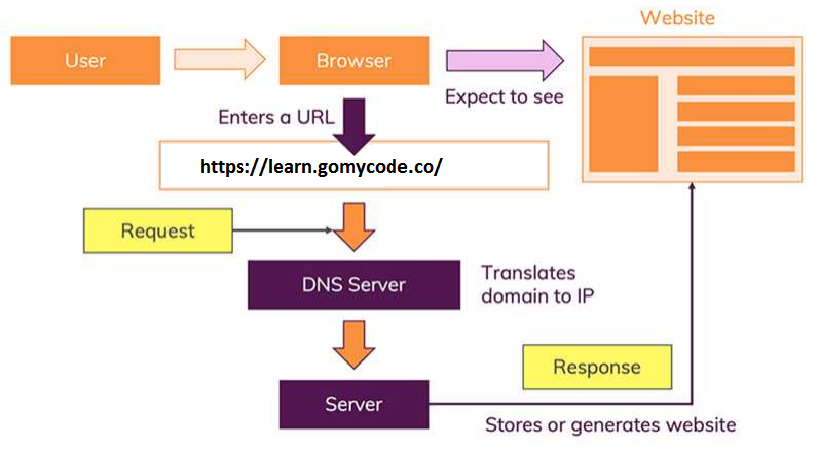 Website
User
Browser
Expect to see
Enters a URL
https://learn.gomycode.co/
Request
DNS Server
Translates
domain to IP
Response
Server
Stores or generates website